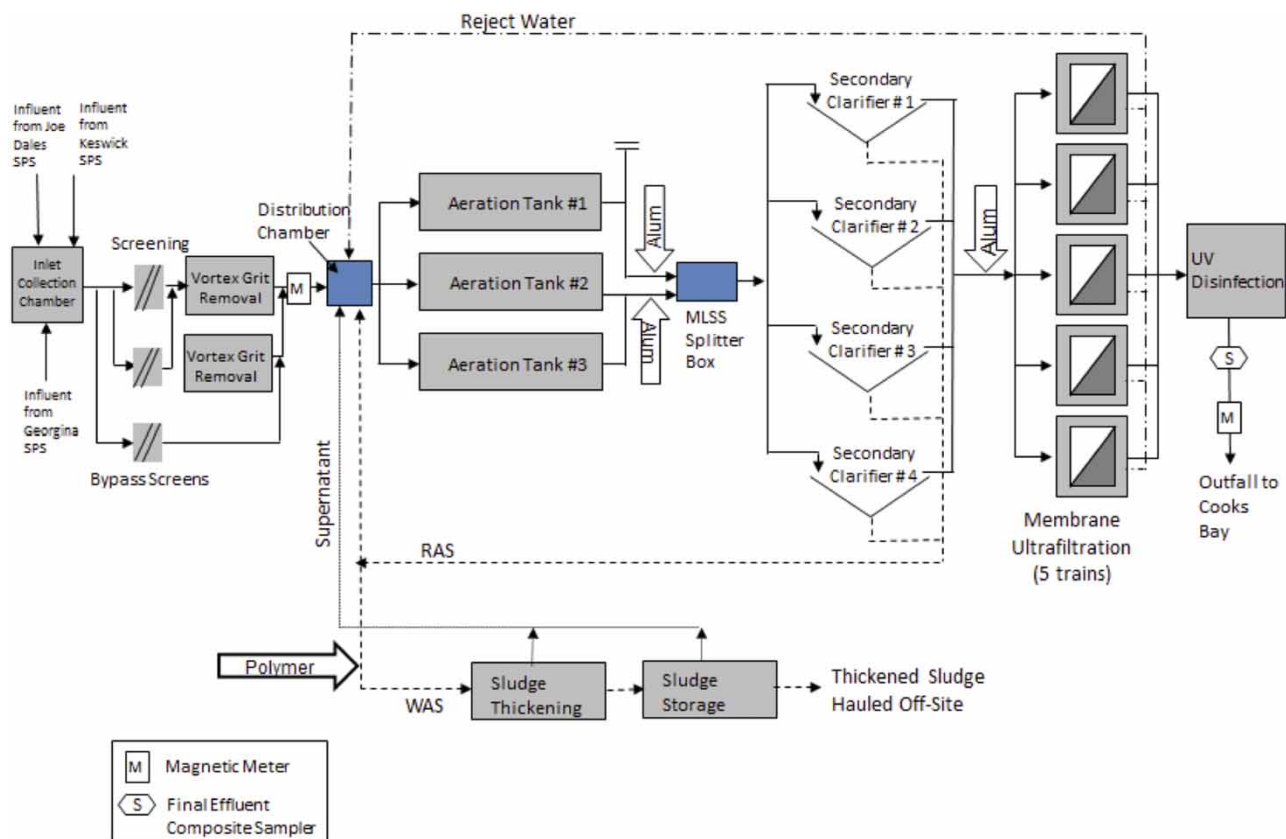 Reject Water
Influent
from Joe
Dales
SPS
Influent
from
Keswick
SPS
Inlet
Collection
Chamber
Influent
from
Georgina
SPS
Screening
Bypass Screens
Vortex Grit
Removal
Vortex Grit
Removal
M
Distribution
Chamber
Aeration Tank #1
Aeration Tank #2
Aeration Tank #3
Alum
Alum
MLSS
Splitter
Box
Secondary
Clarifier # 1
Secondary
Clarifier # 2
Secondary
Clarifier # 3
Secondary
Clarifier # 4
Alum
Membrane
Ultrafiltration
(5 trains)
UV
Disinfection
S
M
Outfall to
Cooks
Bay
Supernatant
RAS
Polymer
WAS
Sludge
Thickening
Sludge
Storage
Thickened Sludge
Hauled Off-Site
M
Magnetic Meter
S
Final Effluent
Composite Sampler